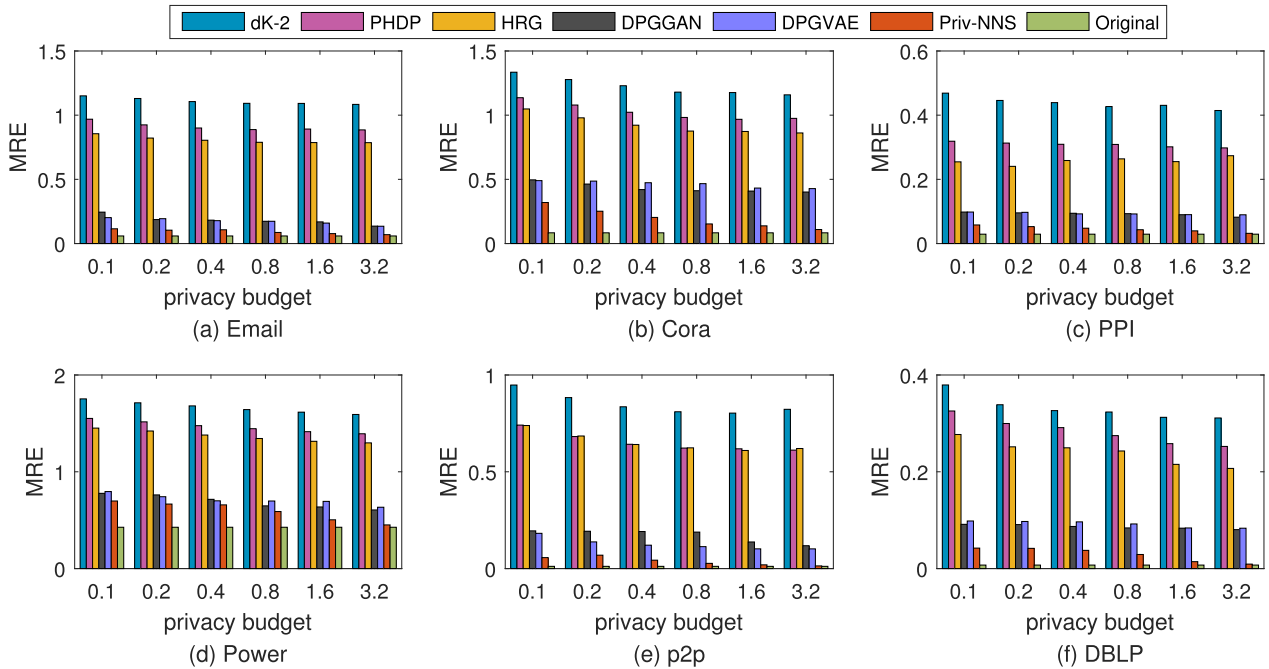 dK-2 PHDP HRG DPGGAN DPGVAE Priv-NNS Original
1.5
1
0.5
0
MRE
0.1 0.2 0.4 0.8 1.6 3.2
privacy budget
(a) Email
1.5
1
0.5
0
MRE
0.1 0.2 0.4 0.8 1.6 3.2
privacy budget
(b) Cora
0.6
0.4
0.2
0
MRE
0.1 0.2 0.4 0.8 1.6 3.2
privacy budget
(c) PPI
2
1
0
MRE
0.1 0.2 0.4 0.8 1.6 3.2
privacy budget
(d) Power
1
0.5
0
MRE
0.1 0.2 0.4 0.8 1.6 3.2
privacy budget
(e) p2p
0.4
0.2
0
MRE
0.1 0.2 0.4 0.8 1.6 3.2
privacy budget
(f) DBLP